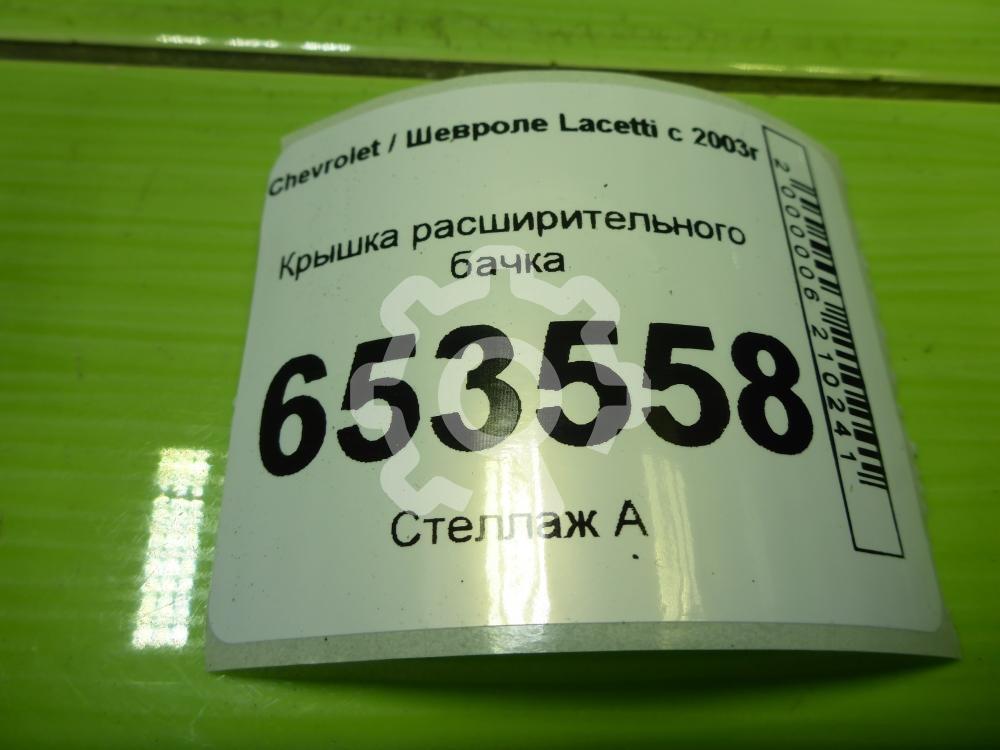 Chevrolet / Шевроле Lacetti с 2003г
Крышка расширительного
бачка
653558
Стеллаж А
2000006210241